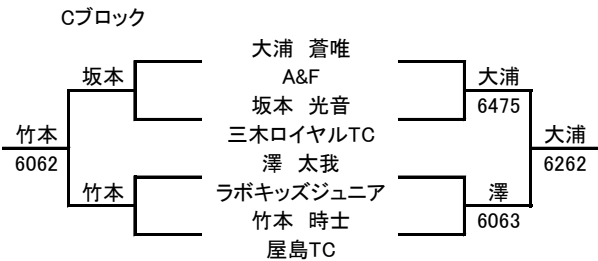 Cブロック
大浦　蒼唯
坂本 A&F 大浦
坂本　光音 6475
竹本 三木ロイヤルTC 大浦
6062 澤　太我 6262
竹本 ラボキッズジュニア 澤
竹本　時士 6063
屋島TC